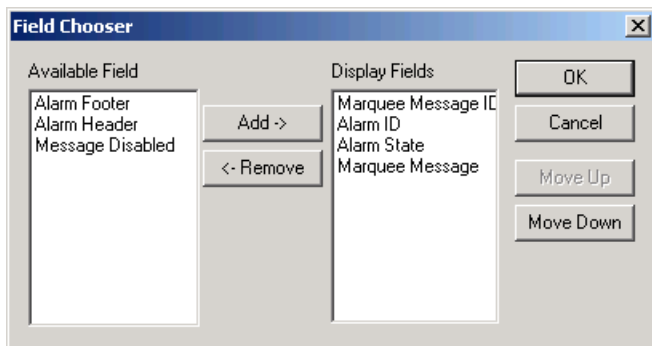 Field Chooser
Available Field
Alarm Footer
Alarm Header
Message Disabled
Add ->
<- Remove
Display Fields
Marquee Message ID
Alarm ID
Alarm State
Marquee Message
OK
Cancel
Move Up
Move Down